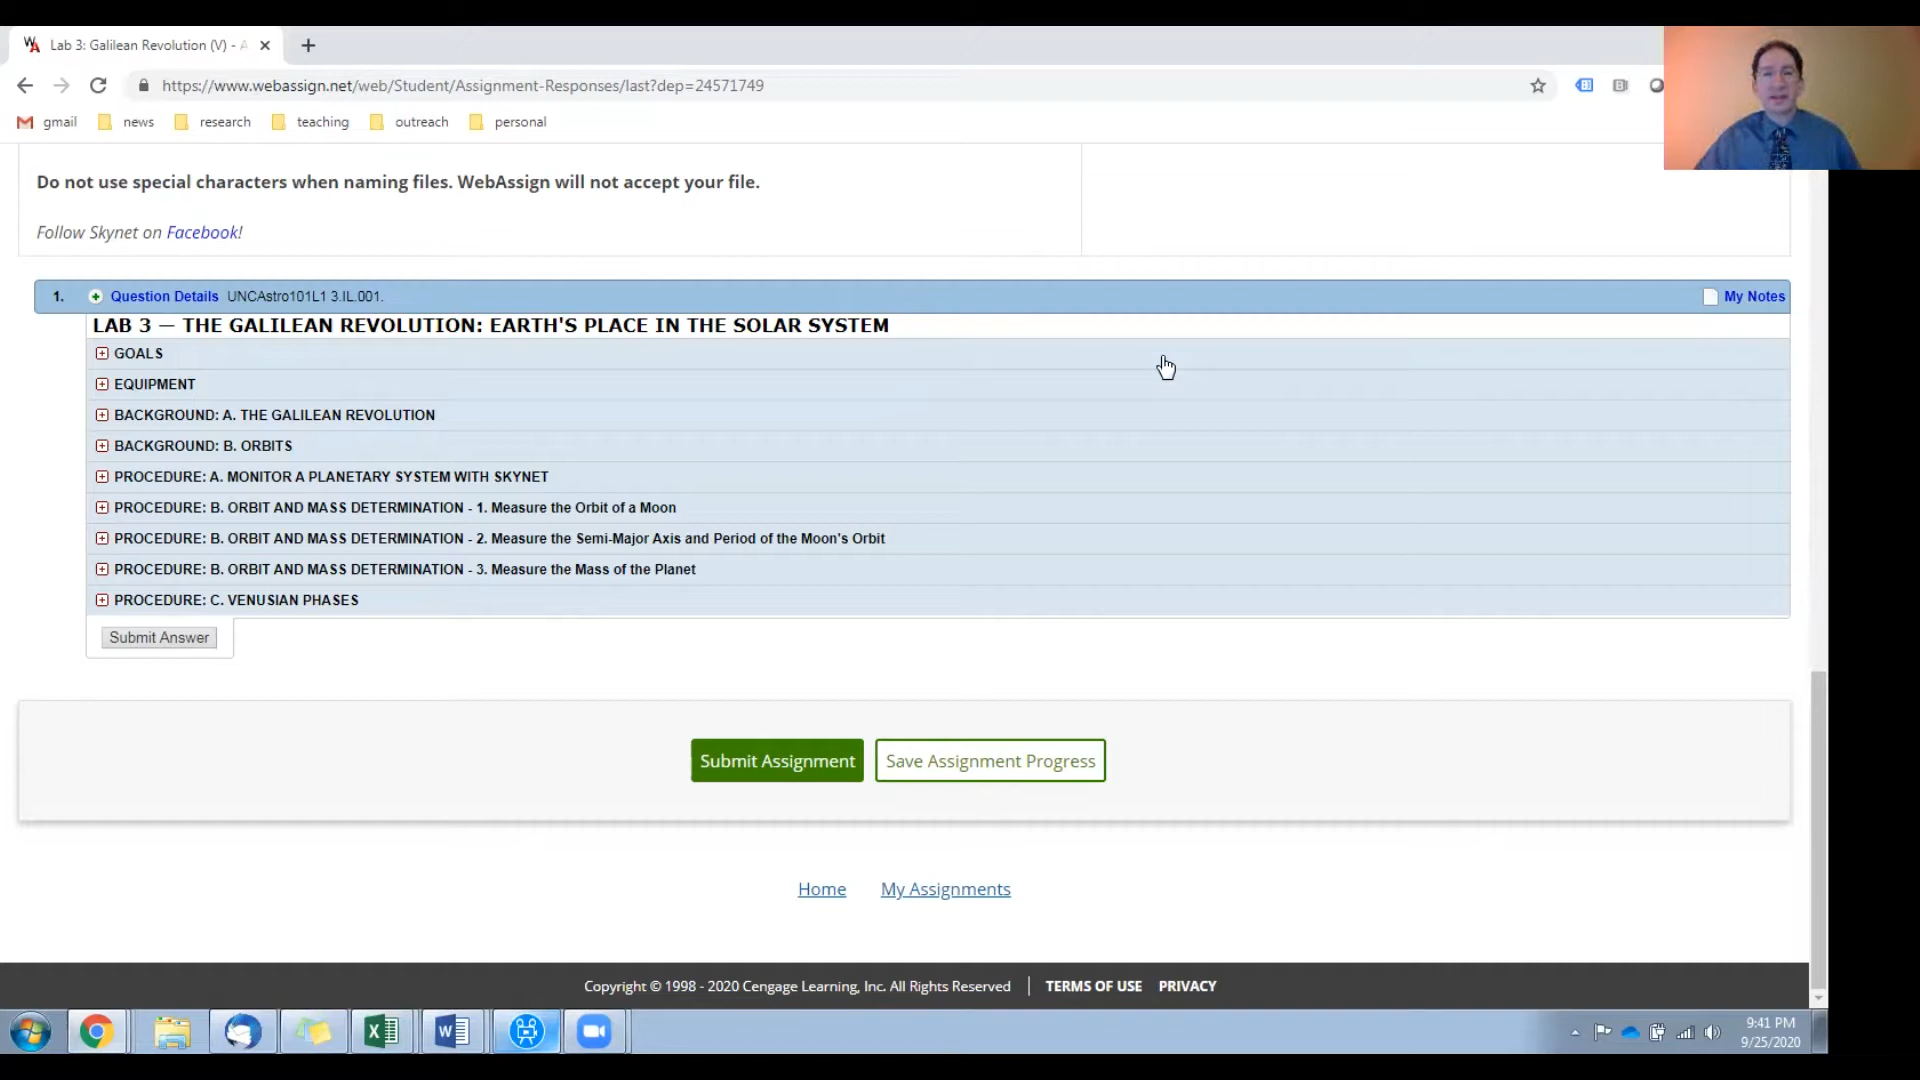 Lab 3: Galilean Revolution (V) - A
https://www.webassign.net/web/Student/Assignment-Responses/last?dep=24571749
gmail news research teaching outreach personal
Do not use special characters when naming files. WebAssign will not accept your file.
Follow Skynet on Facebook!
1. Question Details UNCAstro101L1 3.IL.001. My Notes
LAB 3 — THE GALILEAN REVOLUTION: EARTH'S PLACE IN THE SOLAR SYSTEM
GOALS
EQUIPMENT
BACKGROUND: A. THE GALILEAN REVOLUTION
BACKGROUND: B. ORBITS
PROCEDURE: A. MONITOR A PLANETARY SYSTEM WITH SKYNET
PROCEDURE: B. ORBIT AND MASS DETERMINATION - 1. Measure the Orbit of a Moon
PROCEDURE: B. ORBIT AND MASS DETERMINATION - 2. Measure the Semi-Major Axis and Period of the Moon's Orbit
PROCEDURE: B. ORBIT AND MASS DETERMINATION - 3. Measure the Mass of the Planet
PROCEDURE: C. VENUSIAN PHASES
Submit Answer
Submit Assignment Save Assignment Progress
Home My Assignments
Copyright © 1998 - 2020 Cengage Learning, Inc. All Rights Reserved | TERMS OF USE PRIVACY
9:41 PM
9/25/2020